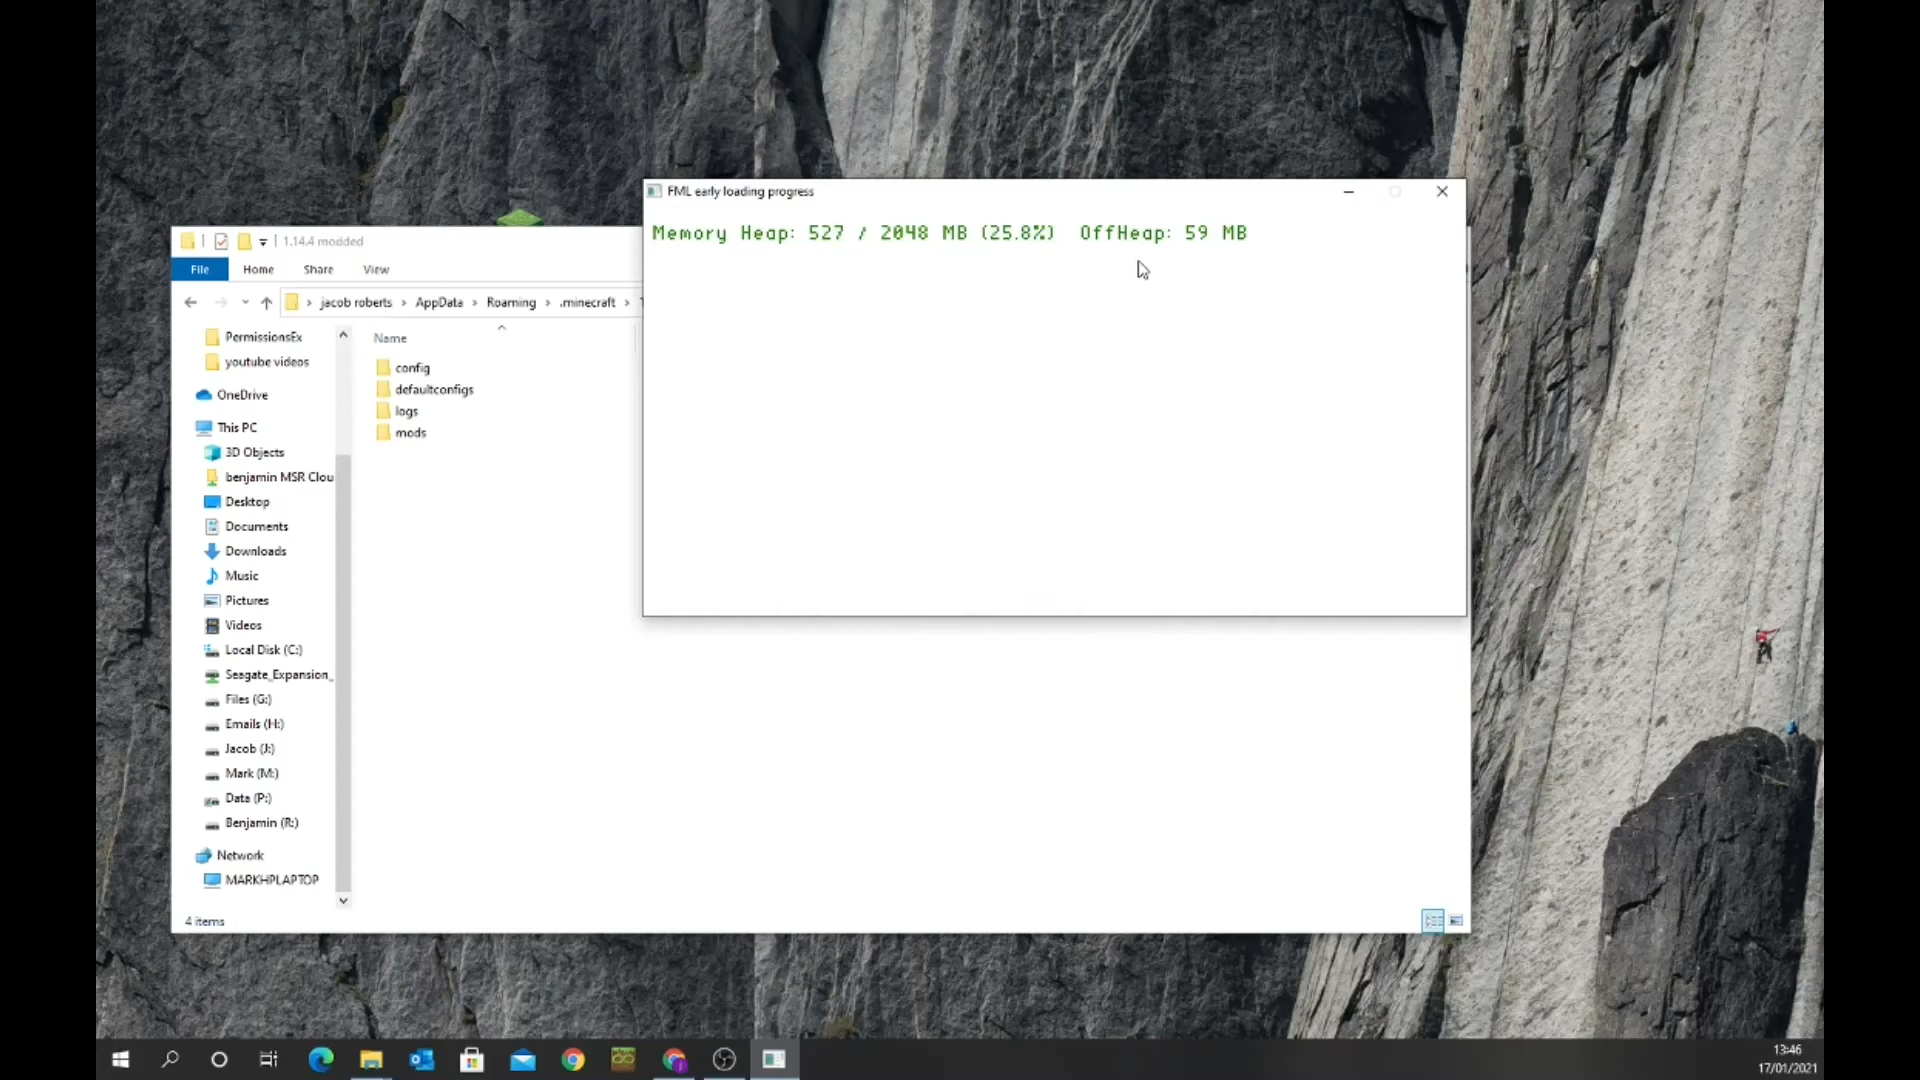 FML early loading progress
Memory Heap: 527 / 2048 MB (25.8%) OffHeap: 59 MB
1.14.4 modded
File Home Share View
jacob roberts AppData Roaming .minecraft
Name
PermissionsEx
youtube videos
OneDrive
This PC
3D Objects
benjamin MSR Clou
Desktop
Documents
Downloads
Music
Pictures
Videos
Local Disk (C:)
Seagate_Expansion_
Files (G:)
Emails (H:)
Jacob (J:)
Mark (M:)
Data (P:)
Benjamin (R:)
Network
MARKHPLAPTOP
config
defaultconfigs
logs
mods
4 items
13:46
17/01/2021